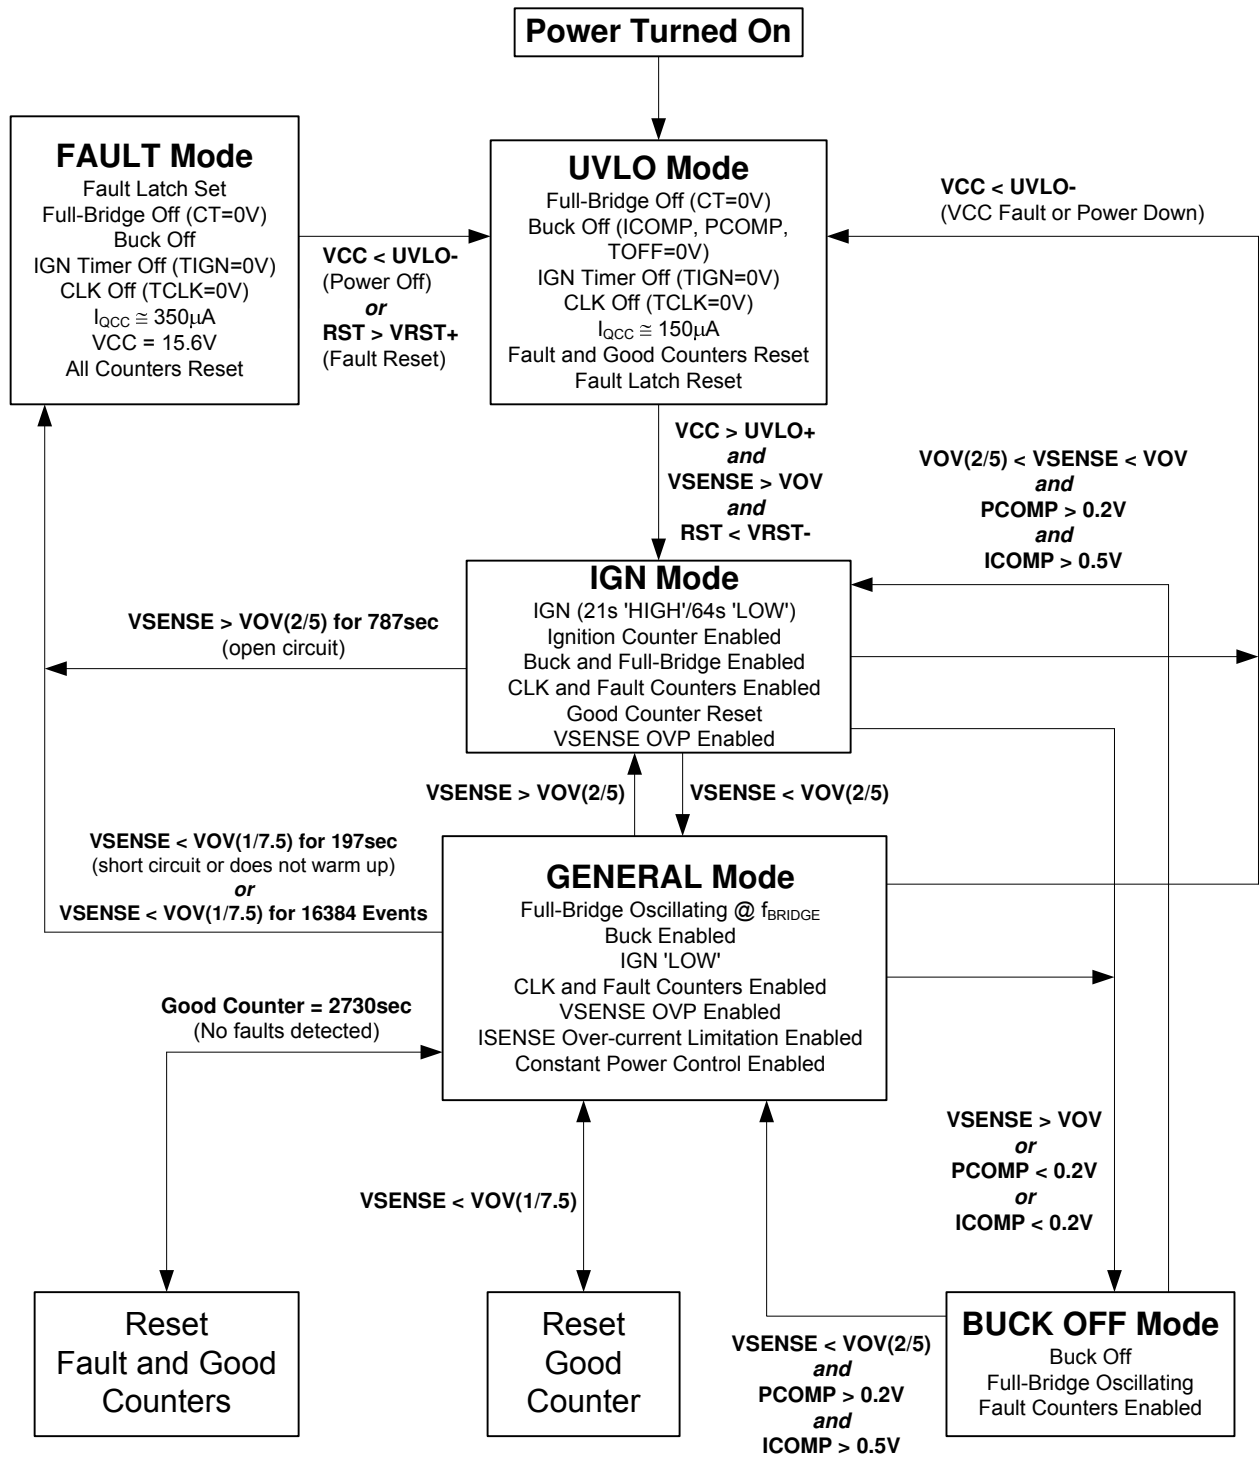 Power Turned On
FAULT Mode
Fault Latch Set
Full-Bridge Off (CT=0V)
Buck Off
IGN Timer Off (TIGN=0V)
CLK Off (TCLK=0V)
IQCC ≅ 350µA
VCC = 15.6V
All Counters Reset
VCC < UVLO-
(Power Off)
or
RST > VRST+
(Fault Reset)
UVLO Mode
Full-Bridge Off (CT=0V)
Buck Off (ICOMP, PCOMP,
TOFF=0V)
IGN Timer Off (TIGN=0V)
CLK Off (TCLK=0V)
IQCC ≅ 150µA
Fault and Good Counters Reset
Fault Latch Reset
VCC < UVLO-
(VCC Fault or Power Down)
VCC > UVLO+
and
VSENSE > VOV
and
RST < VRST-
VOV(2/5) < VSENSE < VOV
and
PCOMP > 0.2V
and
ICOMP > 0.5V
IGN Mode
IGN (21s 'HIGH'/64s 'LOW')
Ignition Counter Enabled
Buck and Full-Bridge Enabled
CLK and Fault Counters Enabled
Good Counter Reset
VSENSE OVP Enabled
VSENSE > VOV(2/5) for 787sec
(open circuit)
VSENSE > VOV(2/5)
VSENSE < VOV(2/5)
VSENSE < VOV(1/7.5) for 197sec
(short circuit or does not warm up)
or
VSENSE < VOV(1/7.5) for 16384 Events
GENERAL Mode
Full-Bridge Oscillating @ fBRIDGE
Buck Enabled
IGN 'LOW'
CLK and Fault Counters Enabled
VSENSE OVP Enabled
ISENSE Over-current Limitation Enabled
Constant Power Control Enabled
Good Counter = 2730sec
(No faults detected)
VSENSE < VOV(1/7.5)
VSENSE > VOV
or
PCOMP < 0.2V
or
ICOMP < 0.2V
Reset
Fault and Good
Counters
Reset
Good
Counter
VSENSE < VOV(2/5)
and
PCOMP > 0.2V
and
ICOMP > 0.5V
BUCK OFF Mode
Buck Off
Full-Bridge Oscillating
Fault Counters Enabled